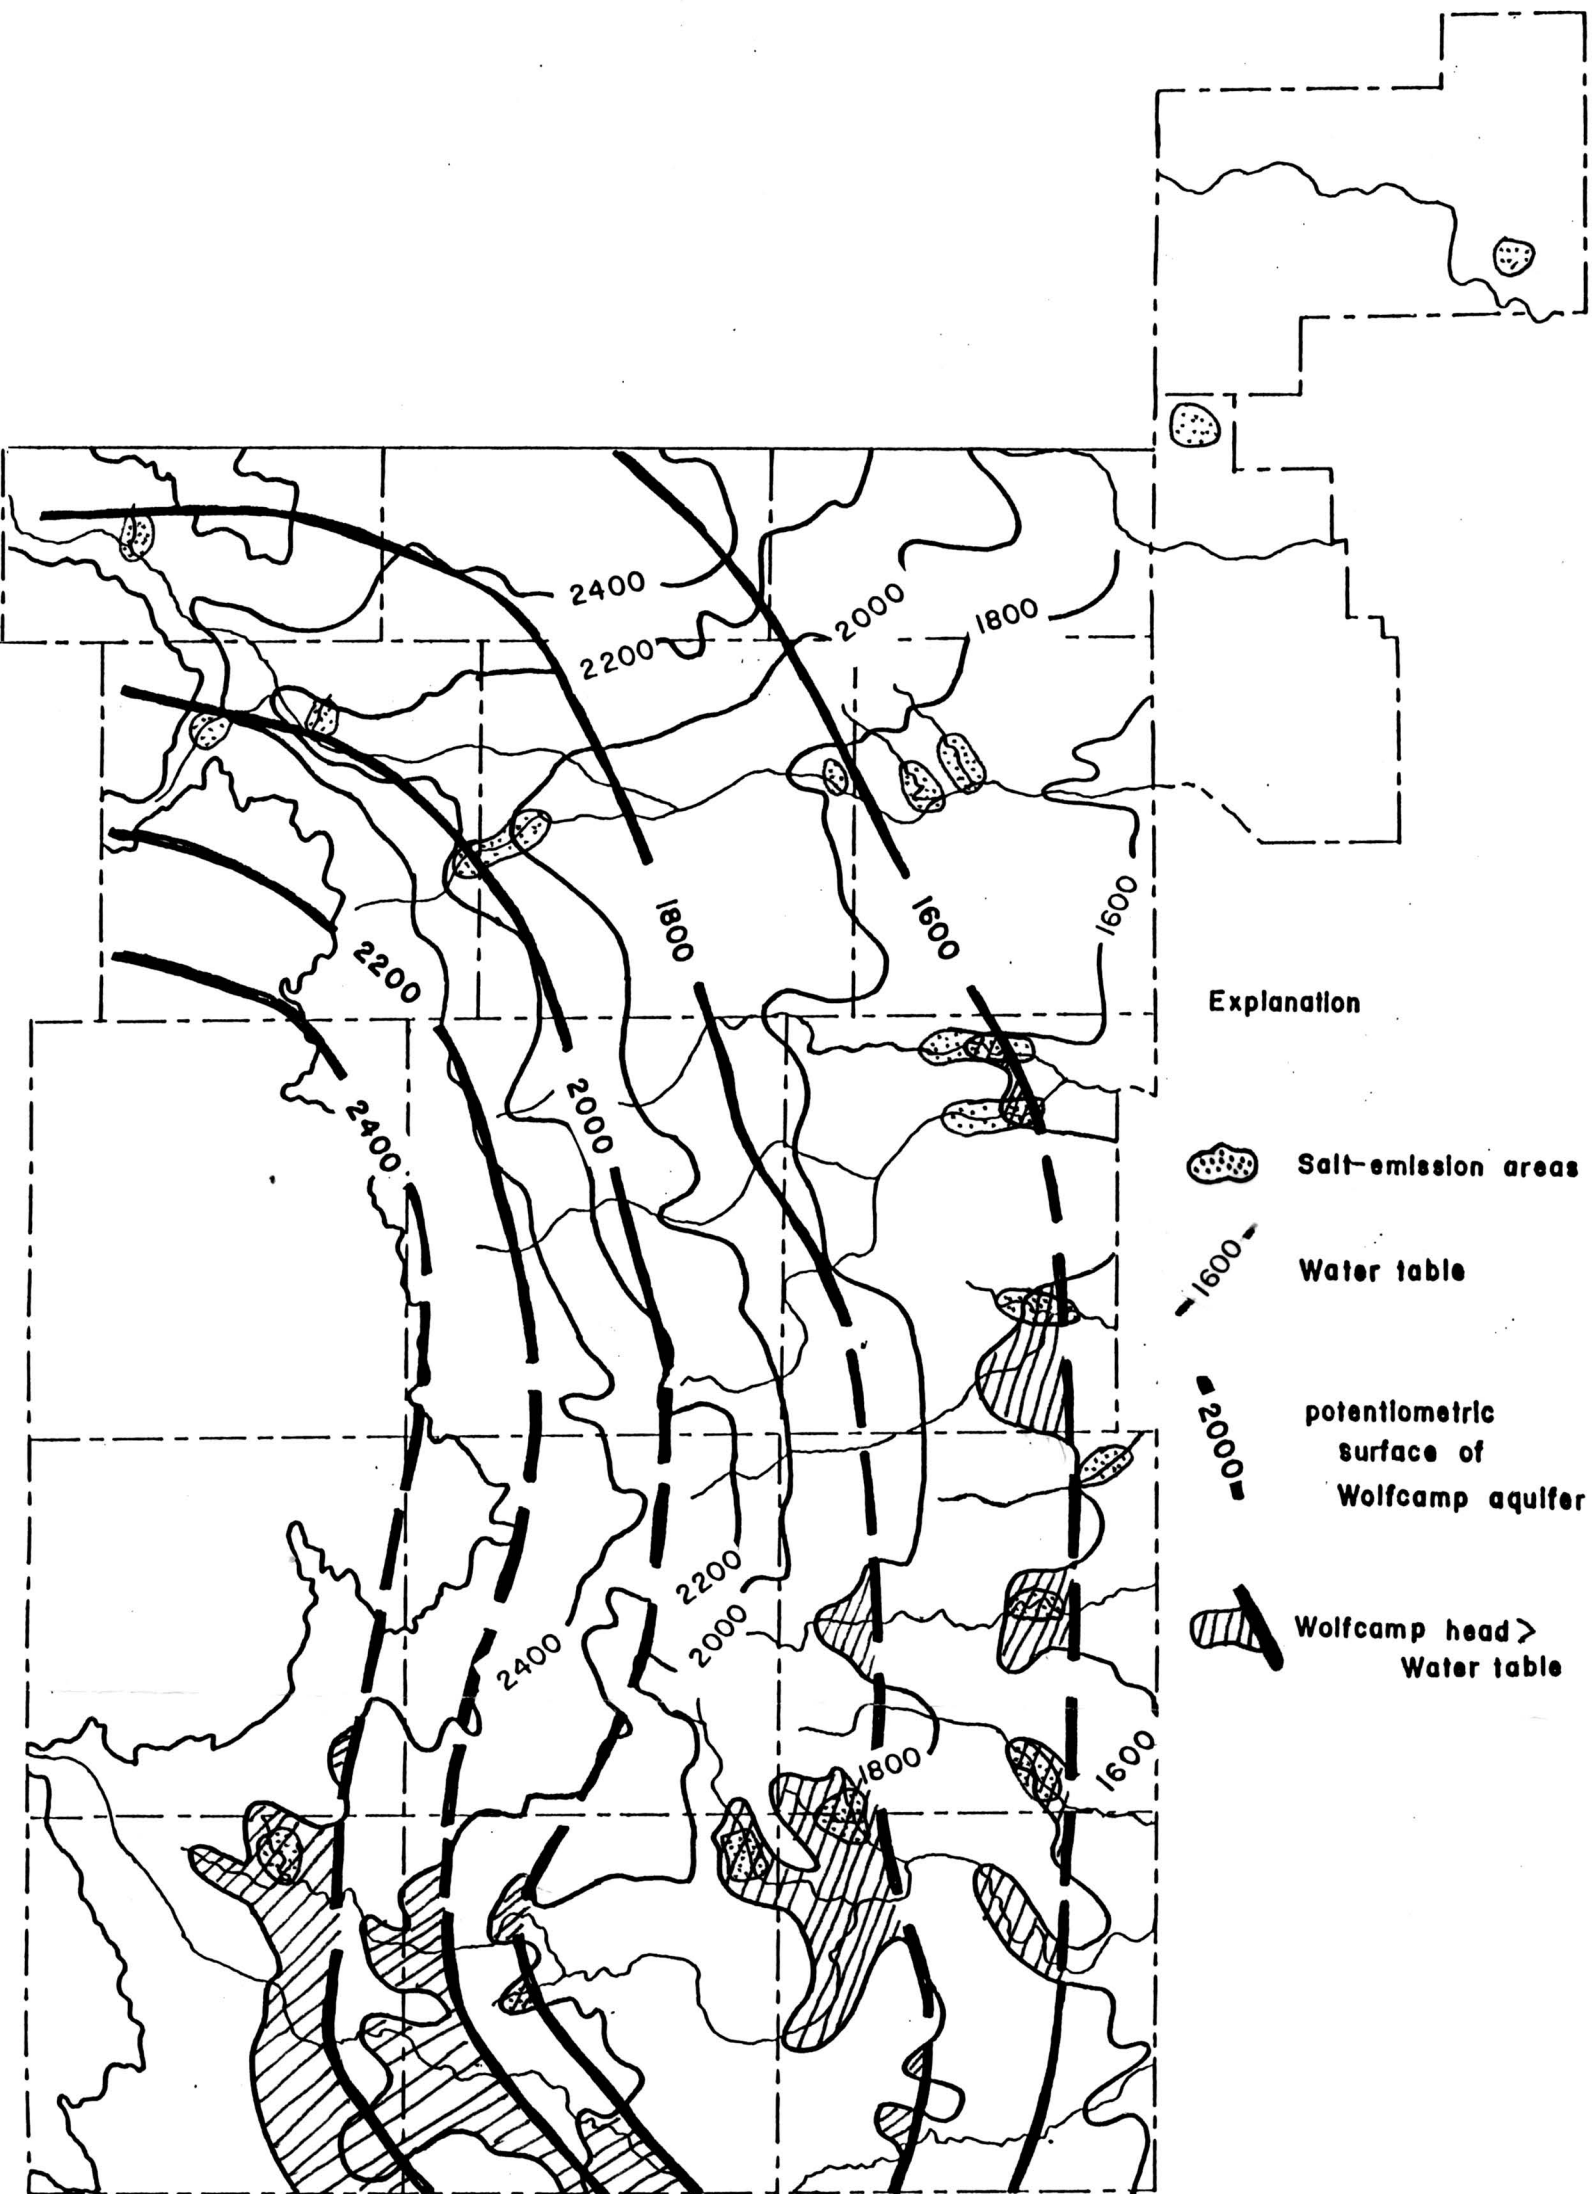 2400
2000
1800
2200
1800
1600
1600
2200
2000
2400
2200
2000
2400
1800
1600
Explanation
Salt-emission areas
1600
Water table
2000
potentiometric
surface of
Wolfcamp aquifer
Wolfcamp head >
Water table